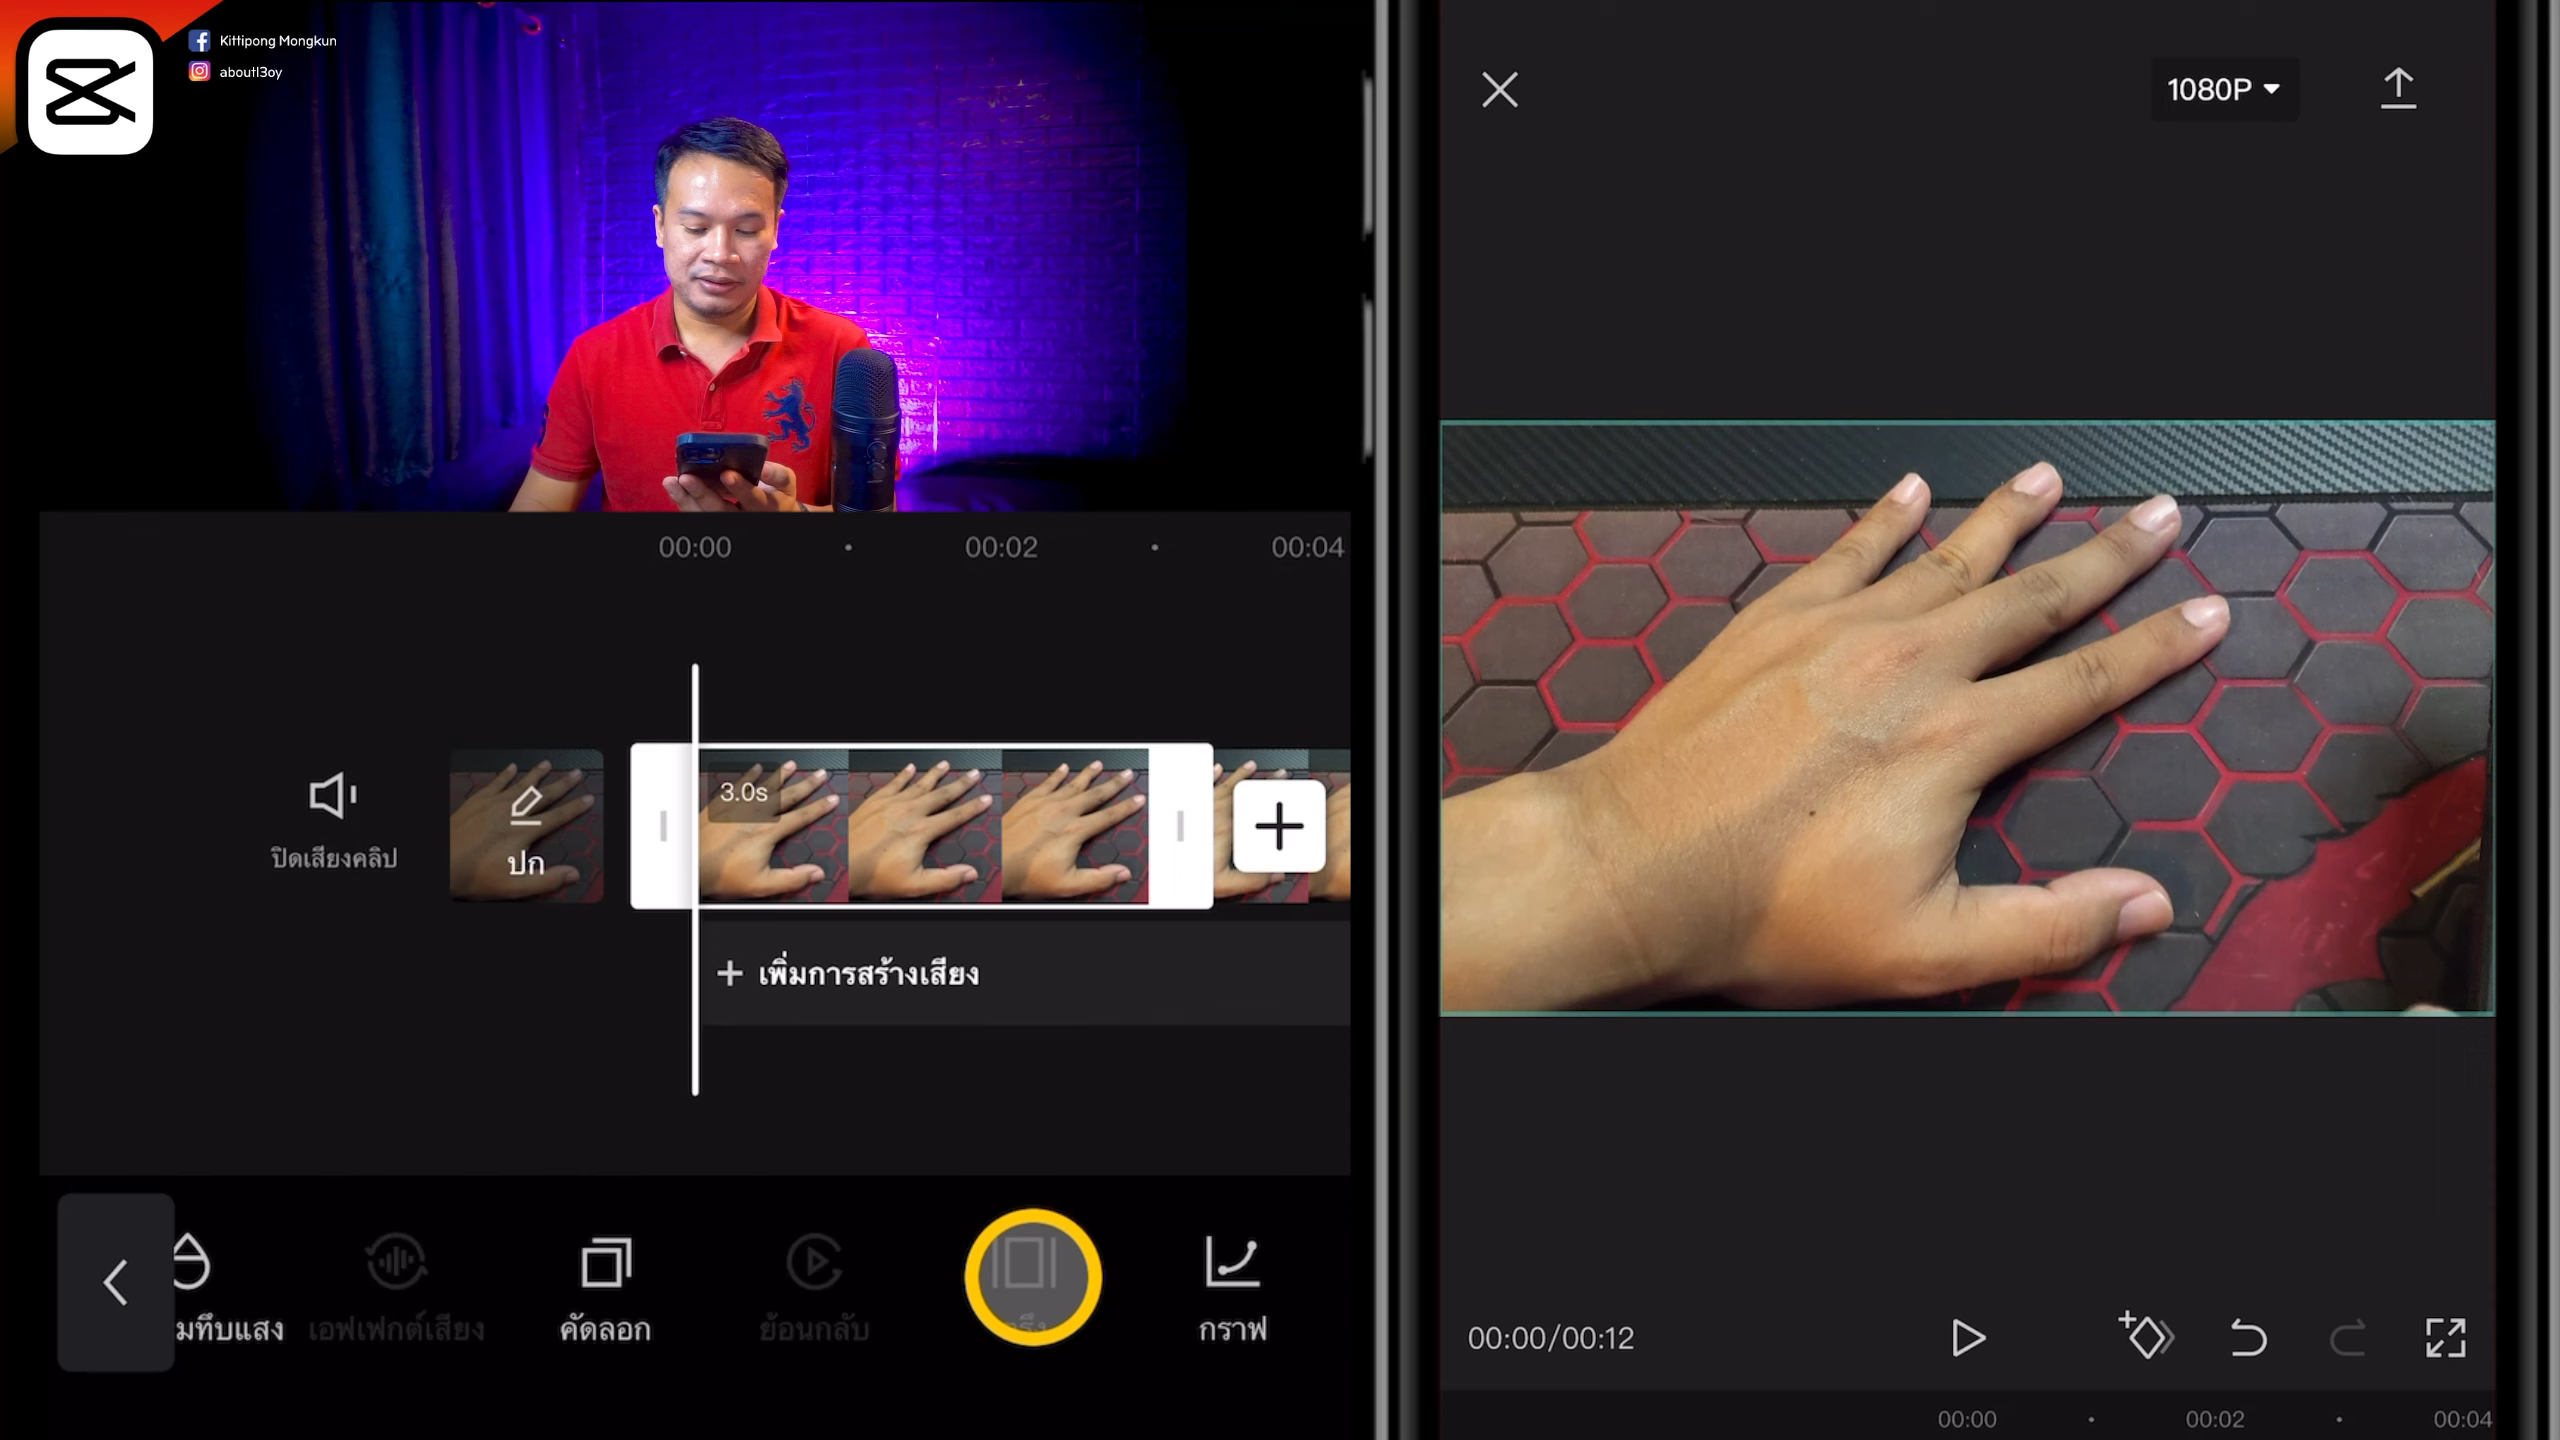 Kittipong Mongkun
aboutl3oy
1080P
00:00
00:02
00:04
3.0s
ปิดเสียงคลิป
ปก
+ เพิ่มการสร้างเสียง
มทึบแสง
เอฟเฟกต์เสียง
คัดลอก
ย้อนกลับ
กราฟ
00:00/00:12
00:00
00:02
00:04